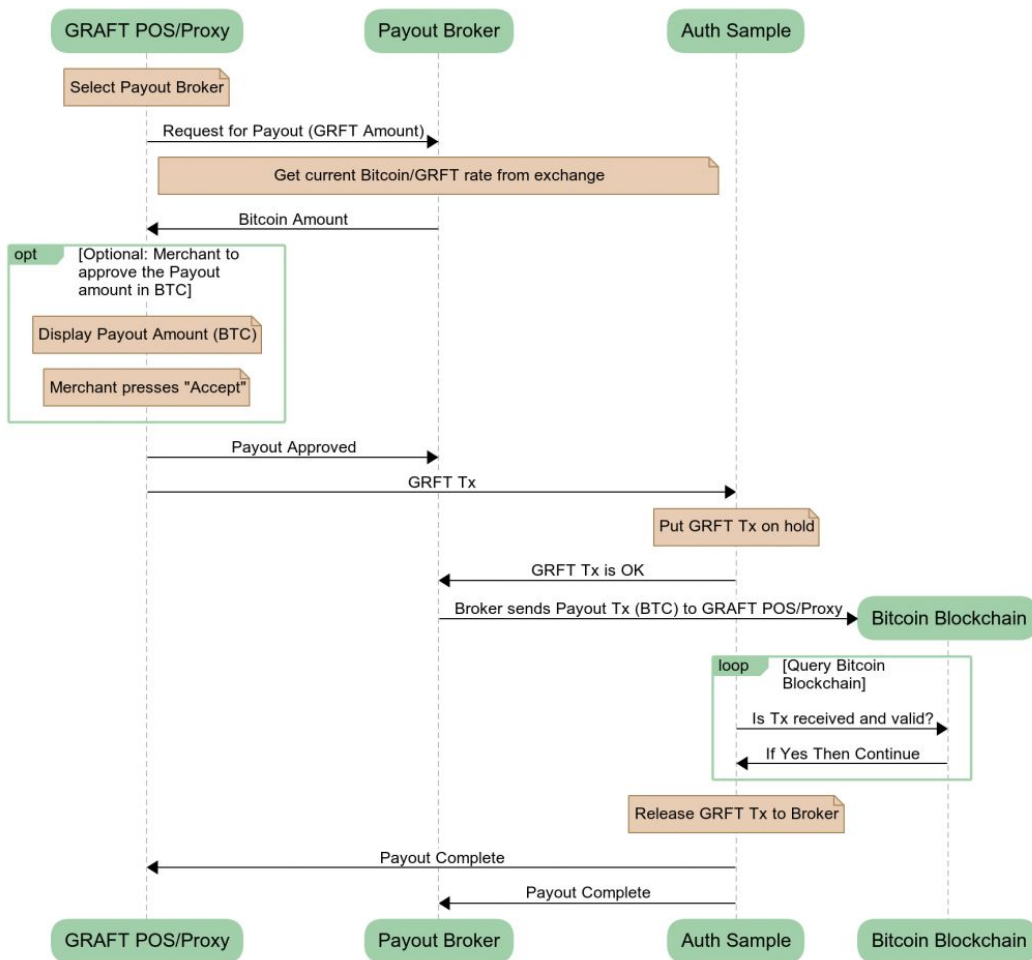 GRAFT POS/Proxy
Payout Broker
Auth Sample
Select Payout Broker
Request for Payout (GRFT Amount)
Get current Bitcoin/GRFT rate from exchange
Bitcoin Amount
opt
[Optional: Merchant to
approve the Payout
amount in BTC]
Display Payout Amount (BTC)
Merchant presses "Accept"
Payout Approved
GRFT Tx
Put GRFT Tx on hold
GRFT Tx is OK
Broker sends Payout Tx (BTC) to GRAFT POS/Proxy
Bitcoin Blockchain
loop
[Query Bitcoin
Blockchain]
Is Tx received and valid?
If Yes Then Continue
Release GRFT Tx to Broker
Payout Complete
Payout Complete
GRAFT POS/Proxy
Payout Broker
Auth Sample
Bitcoin Blockchain